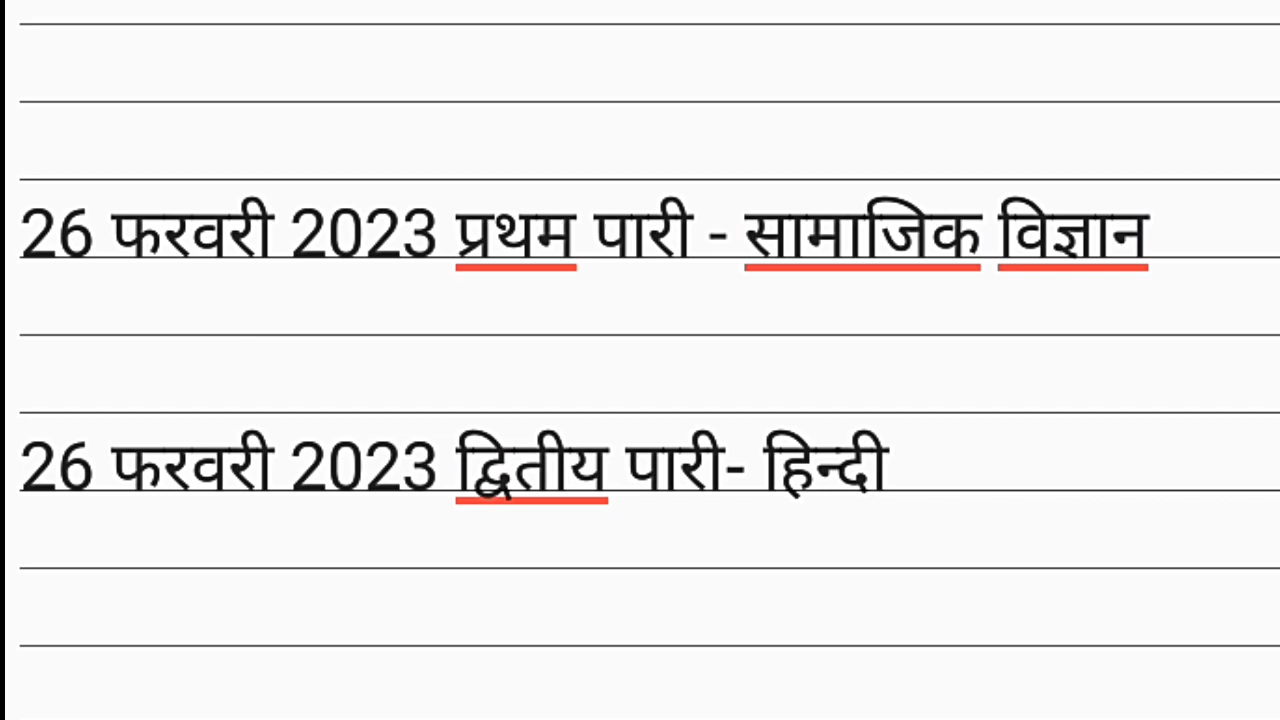 26 फरवरी 2023 प्रथम पारी - सामाजिक विज्ञान
26 फरवरी 2023 द्वितीय पारी- हिन्दी